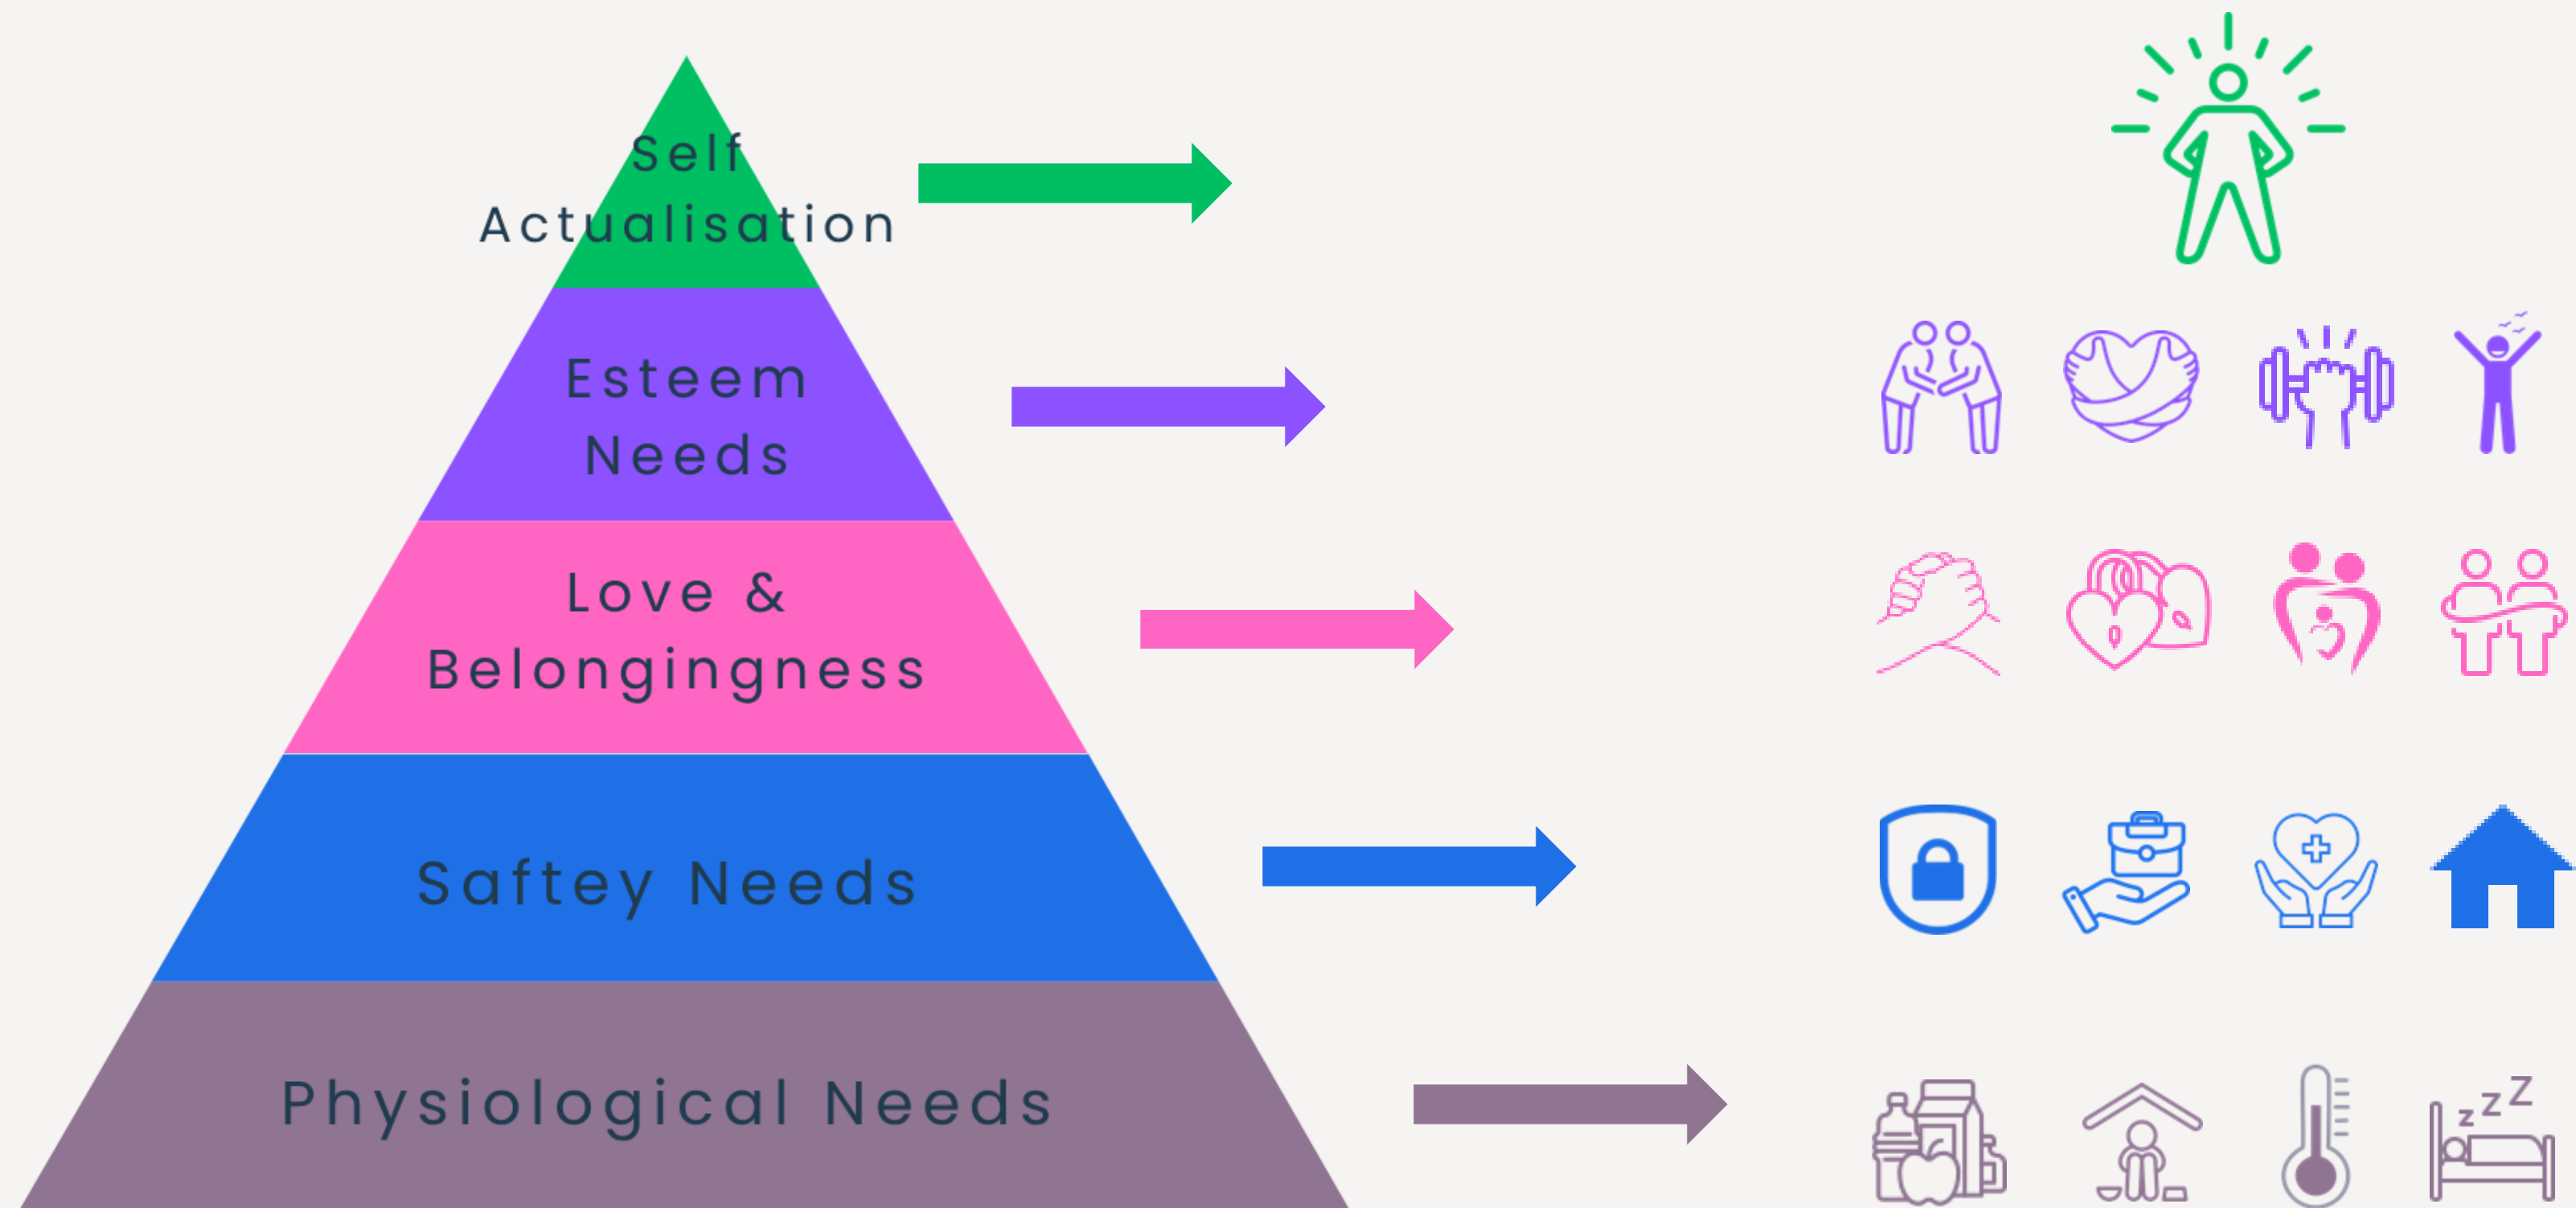 Self
Actualisation
Esteem
Needs
Love &
Belongingness
Saftey Needs
z z Z
Physiological Needs